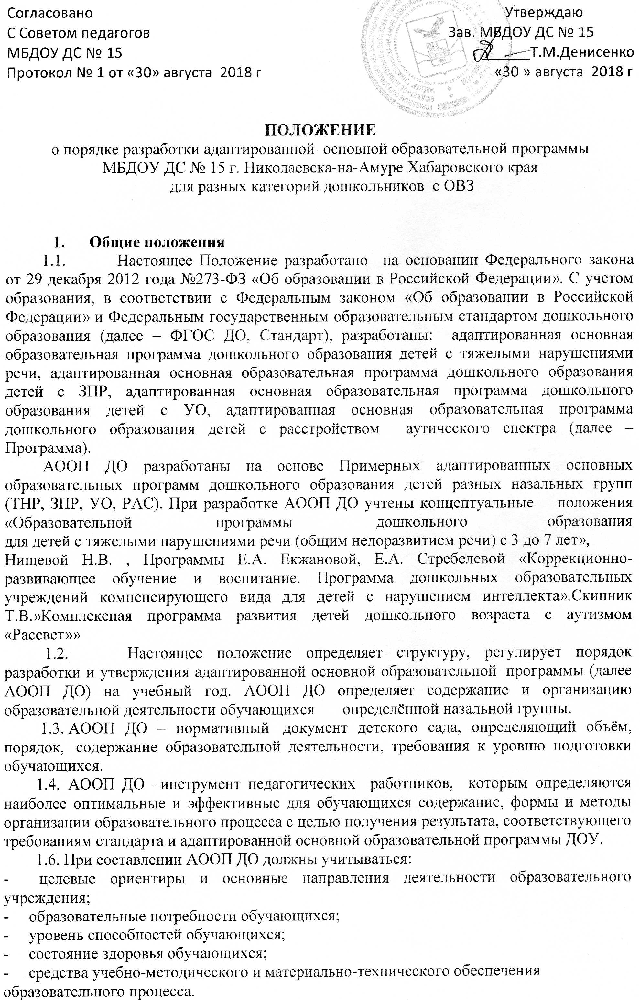 Согласовано
С Советом педагогов
МБДОУ ДС № 15
Протокол № 1 от «30» августа 2018 г
Утверждаю
Зав. МБДОУ ДС № 15
Т.М.Денисенко
«30 » августа 2018 г
ПОЛОЖЕНИЕ
о порядке разработки адаптированной основной образовательной программы
МБДОУ ДС № 15 г. Николаевска-на-Амуре Хабаровского края
для разных категорий дошкольников с ОВЗ
1. Общие положения
1.1. Настоящее Положение разработано на основании Федерального закона
от 29 декабря 2012 года №273-ФЗ «Об образовании в Российской Федерации». С учетом
образования, в соответствии с Федеральным законом «Об образовании в Российской
Федерации» и Федеральным государственным образовательным стандартом дошкольного
образования (далее – ФГОС ДО, Стандарт), разработаны: адаптированная основная
образовательная программа дошкольного образования детей с тяжелыми нарушениями
речи, адаптированная основная образовательная программа дошкольного образования
детей с ЗПР, адаптированная основная образовательная программа дошкольного
образования детей с УО, адаптированная основная образовательная программа
дошкольного образования детей с расстройством аутического спектра (далее –
Программа).
АООП ДО разработаны на основе Примерных адаптированных основных
образовательных программ дошкольного образования детей разных назальных групп
(ТНР, ЗПР, УО, РАС). При разработке АООП ДО учтены концептуальные положения
«Образовательной программы дошкольного образования
для детей с тяжелыми нарушениями речи (общим недоразвитием речи) с 3 до 7 лет»,
Нищевой Н.В. , Программы Е.А. Екжановой, Е.А. Стребелевой «Коррекционно-
развивающее обучение и воспитание. Программа дошкольных образовательных
учреждений компенсирующего вида для детей с нарушением интеллекта».Скипник
Т.В.»Комплексная программа развития детей дошкольного возраста с аутизмом
«Рассвет»»
1.2. Настоящее положение определяет структуру, регулирует порядок
разработки и утверждения адаптированной основной образовательной программы (далее
АООП ДО) на учебный год. АООП ДО определяет содержание и организацию
образовательной деятельности обучающихся определённой назальной группы.
1.3. АООП ДО – нормативный документ детского сада, определяющий объём,
порядок, содержание образовательной деятельности, требования к уровню подготовки
обучающихся.
1.4. АООП ДО –инструмент педагогических работников, которым определяются
наиболее оптимальные и эффективные для обучающихся содержание, формы и методы
организации образовательного процесса с целью получения результата, соответствующего
требованиям стандарта и адаптированной основной образовательной программы ДОУ.
1.6. При составлении АООП ДО должны учитываться:
- целевые ориентиры и основные направления деятельности образовательного
учреждения;
- образовательные потребности обучающихся;
- уровень способностей обучающихся;
- состояние здоровья обучающихся;
- средства учебно-методического и материально-технического обеспечения
образовательного процесса.